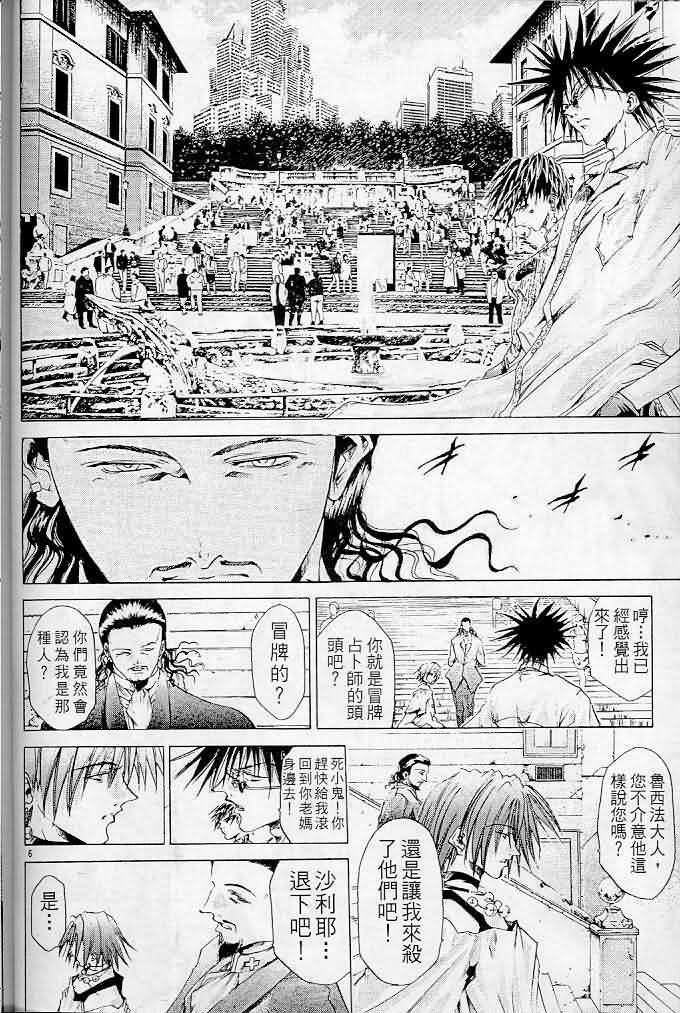 哼…我已
經感覺出
來了！
你就是冒牌
占卜師的頭
頭吧？
冒牌
的？
你們竟然會
認為我是那
種人？
魯西法大人，
您不介意他這
樣說您嗎？
還是讓我來殺
了他們吧！
死小鬼！你
趕快給我滾
回到你老媽
身邊去！
沙利耶…
退下吧！
是…
6